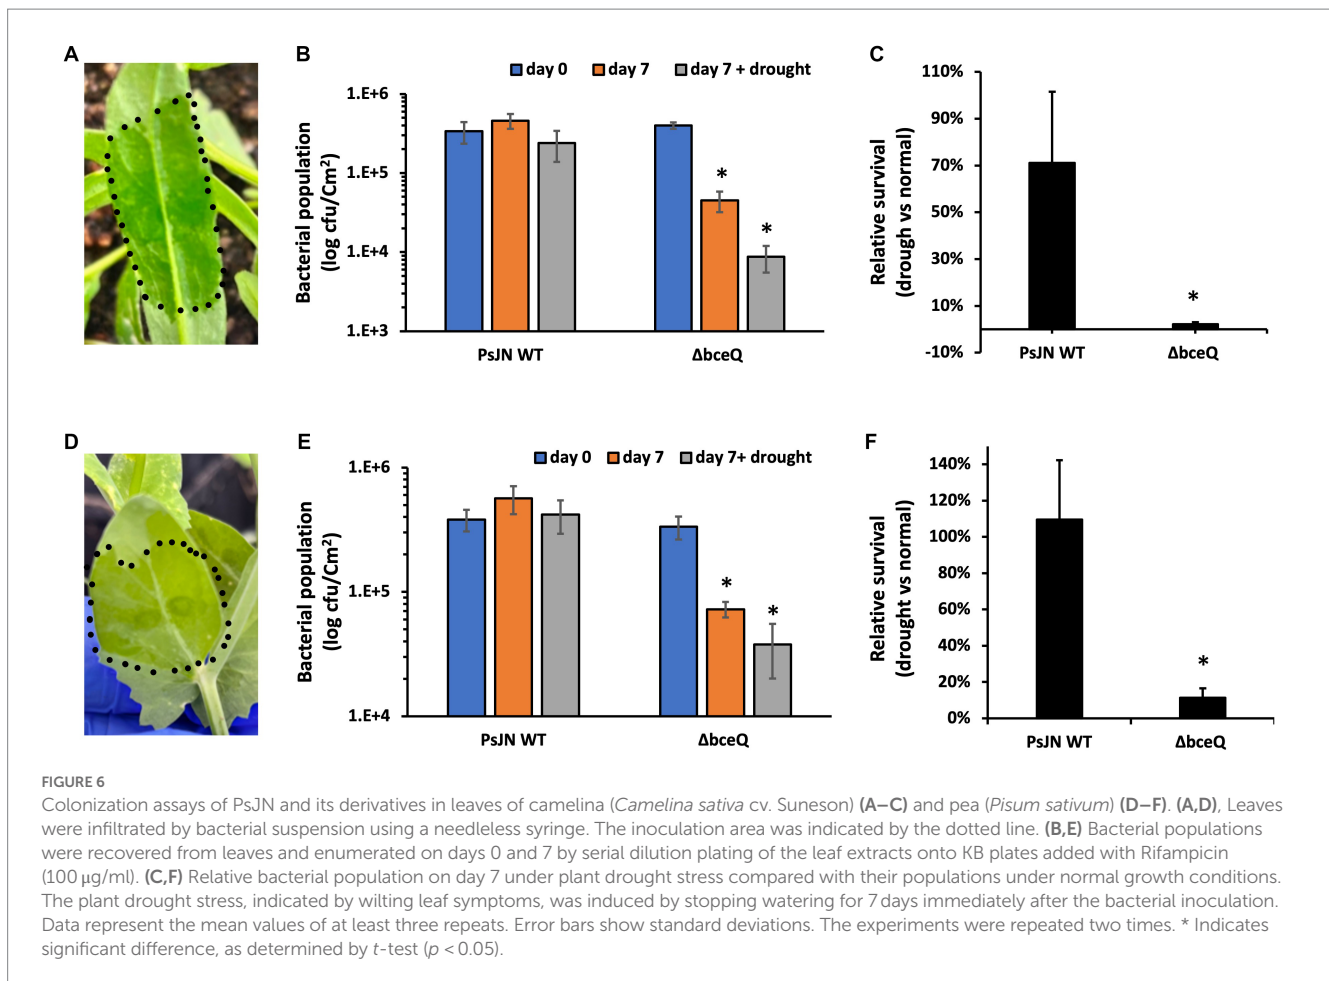 A
B
day 0 day 7 day 7 + drought
Bacterial population
(log cfu/Cm²)
1.E+6
1.E+5
1.E+4
1.E+3
*
*
PsJN WT ΔbceQ
C
Relative survival
(drough vs normal)
110%
90%
70%
50%
30%
10%
-10%
*
PsJN WT ΔbceQ
D
E
day 0 day 7 day 7+ drought
Bacterial population
(log cfu/Cm²)
1.E+6
1.E+5
1.E+4
*
*
PsJN WT ΔbceQ
F
Relative survival
(drought vs normal)
140%
120%
100%
80%
60%
40%
20%
0%
*
PsJN WT ΔbceQ
FIGURE 6
Colonization assays of PsJN and its derivatives in leaves of camelina (Camelina sativa cv. Suneson) (A–C) and pea (Pisum sativum) (D–F). (A,D), Leaves
were infiltrated by bacterial suspension using a needleless syringe. The inoculation area was indicated by the dotted line. (B,E) Bacterial populations
were recovered from leaves and enumerated on days 0 and 7 by serial dilution plating of the leaf extracts onto KB plates added with Rifampicin
(100 μg/ml). (C,F) Relative bacterial population on day 7 under plant drought stress compared with their populations under normal growth conditions.
The plant drought stress, indicated by wilting leaf symptoms, was induced by stopping watering for 7 days immediately after the bacterial inoculation.
Data represent the mean values of at least three repeats. Error bars show standard deviations. The experiments were repeated two times. * Indicates
significant difference, as determined by t-test (p < 0.05).